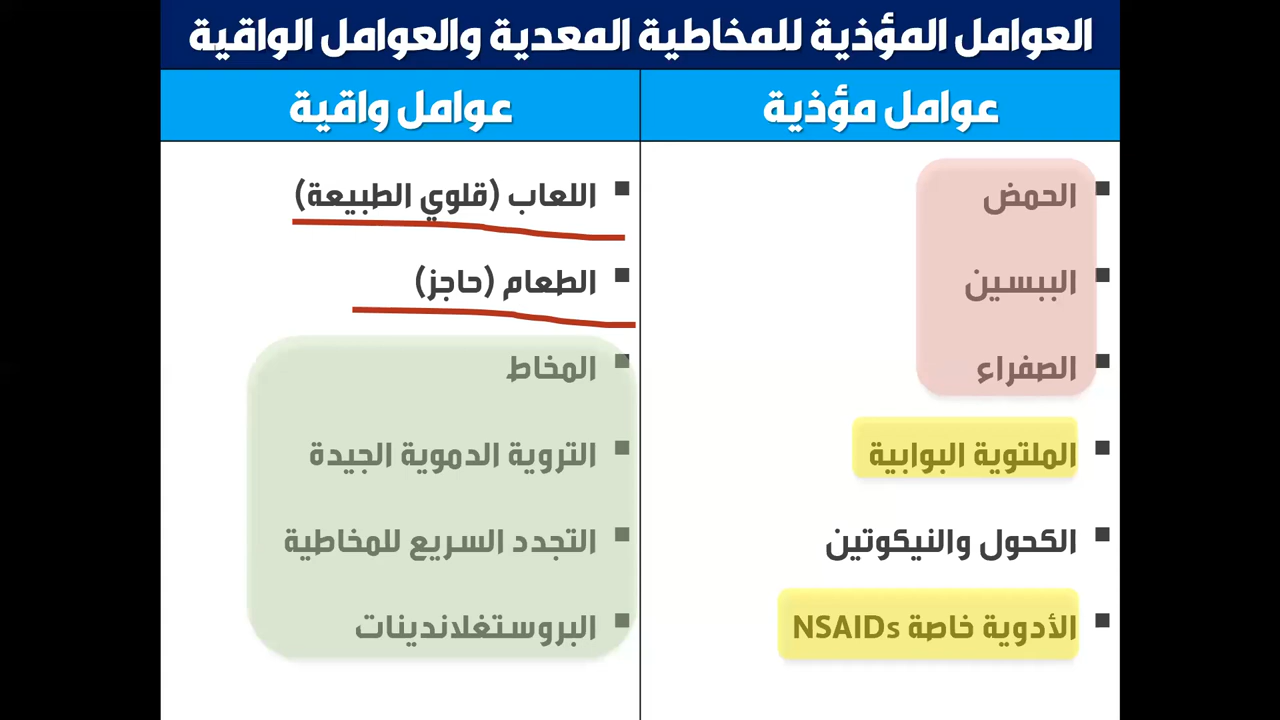 العوامل المؤذية للمخاطية المعدية والعوامل الواقية
عوامل مؤذية
الحمض
الببسين
الصفراء
الملتوية البوابية
الكحول والنيكوتين
الأدوية خاصة NSAIDs
عوامل واقية
اللعاب (قلوي الطبيعة)
الطعام (حاجز)
المخاط
التروية الدموية الجيدة
التجدد السريع للمخاطية
البروستغلاندينات